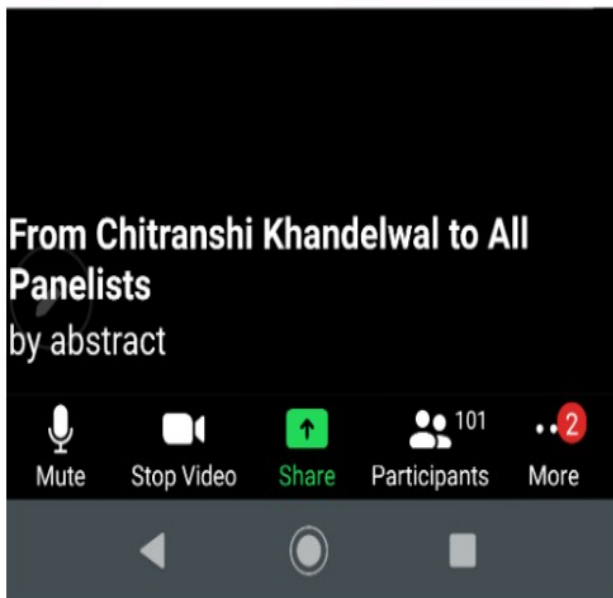 From Chitranshi Khandelwal to All
Panelists
by abstract
101
2
Mute Stop Video Share Participants More